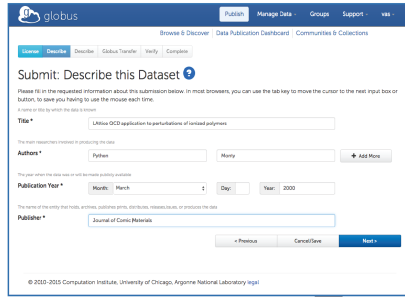 globus
Publish Manage Data Groups Support vas
Browse & Discover | Data Publication Dashboard | Communities & Collections
License Describe Describe Globus Transfer Verify Complete
Submit: Describe this Dataset ?
Please fill in the requested information about this submission below. In most browsers, you can use the tab key to move the cursor to the next input box or
button, to save you having to use the mouse each time.
A name or title by which the data is known
Title * LAttice QCD application to perturbations of ionized polymers
The main researchers involved in producing the data
Authors * Python Monty + Add More
The year when the data was or will be made publicly available
Publication Year * Month: March Day: Year: 2000
The name of the entity that holds, archives, publishes prints, distributes, releases, issues, or produces the data
Publisher * Journal of Comic Materials
< Previous Cancel/Save Next >
© 2010-2015 Computation Institute, University of Chicago, Argonne National Laboratory legal